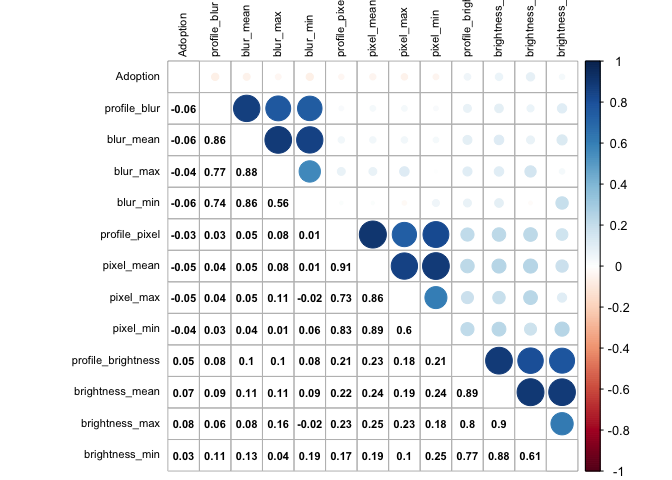 Adoption profile_blur blur_mean blur_max blur_min profile_pixe pixel_mean pixel_max pixel_min profile_brigh brightness_ brightness_ brightness_
Adoption
profile_blur -0.06
blur_mean -0.06 0.86
blur_max -0.04 0.77 0.88
blur_min -0.06 0.74 0.86 0.56
profile_pixel -0.03 0.03 0.05 0.08 0.01
pixel_mean -0.05 0.04 0.05 0.08 0.01 0.91
pixel_max -0.05 0.04 0.05 0.11 -0.02 0.73 0.86
pixel_min -0.04 0.03 0.04 0.01 0.06 0.83 0.89 0.6
profile_brightness 0.05 0.08 0.1 0.1 0.08 0.21 0.23 0.18 0.21
brightness_mean 0.07 0.09 0.11 0.11 0.09 0.22 0.24 0.19 0.24 0.89
brightness_max 0.08 0.06 0.08 0.16 -0.02 0.23 0.25 0.23 0.18 0.8 0.9
brightness_min 0.03 0.11 0.13 0.04 0.19 0.17 0.19 0.1 0.25 0.77 0.88 0.61
1
0.8
0.6
0.4
0.2
0
-0.2
-0.4
-0.6
-0.8
-1